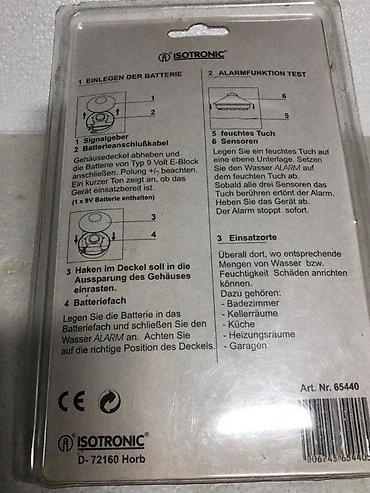 ISOTRONIC®
1 EINLEGEN DER BATTERIE
1
2
1 Signalgeber
2 Batterieanschlußkabel
Gehäusedeckel abheben und
die Batterie von Typ 9 Volt E-Block
anschließen. Polung +/- beachten.
Ein kurzer Ton zeigt an, ob das
Gerät einsatzbereit ist.
(1 x 9V Batterie enthalten)
3
4
3 Haken im Deckel soll in die
Aussparung des Gehäuses
einrasten.
4 Batteriefach
Legen Sie die Batterie in das
Batteriefach und schließen Sie den
Wasser ALARM an. Achten Sie
auf die richtige Position des Deckels.
2 ALARMFUNKTION TEST
6
5
5 feuchtes Tuch
6 Sensoren
Legen Sie ein feuchtes Tuch auf
eine ebene Unterlage. Setzen
Sie den Wasser ALARM auf
dem feuchten Tuch ab.
Sobald alle drei Sensoren das
Tuch berühren ertönt der Alarm.
Heben Sie das Gerät ab.
Der Alarm stoppt sofort.
3 Einsatzorte
Überall dort, wo entsprechende
Mengen von Wasser bzw.
Feuchtigkeit Schäden anrichten
können.
Dazu gehören:
- Badezimmer
- Kellerräume
- Küche
- Heizungsräume
- Garagen
CE
ISOTRONIC®
D- 72160 Horb
Art. Nr. 65440